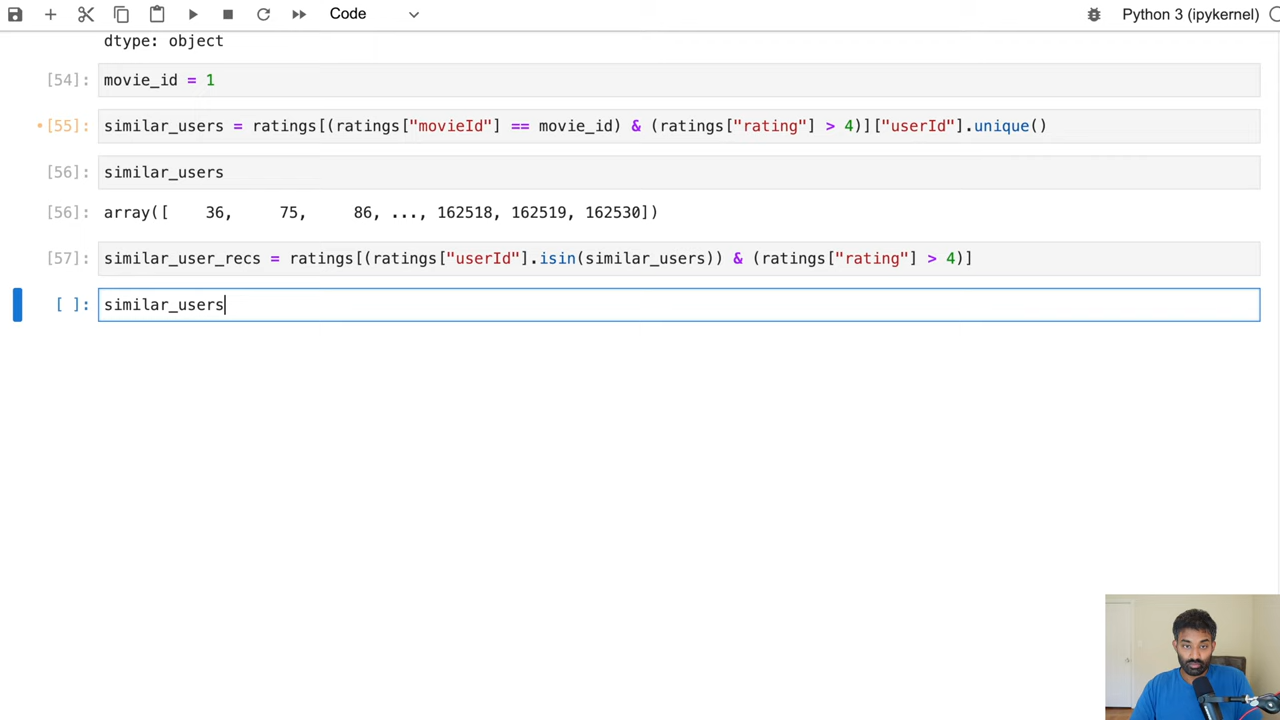 Code
Python 3 (ipykernel)
dtype: object
[54]: movie_id = 1
[55]: similar_users = ratings[(ratings["movieId"] == movie_id) & (ratings["rating"] > 4)]["userId"].unique()
[56]: similar_users
[56]: array([    36,     75,     86, ..., 162518, 162519, 162530])
[57]: similar_user_recs = ratings[(ratings["userId"].isin(similar_users)) & (ratings["rating"] > 4)]
[ ]: similar_users